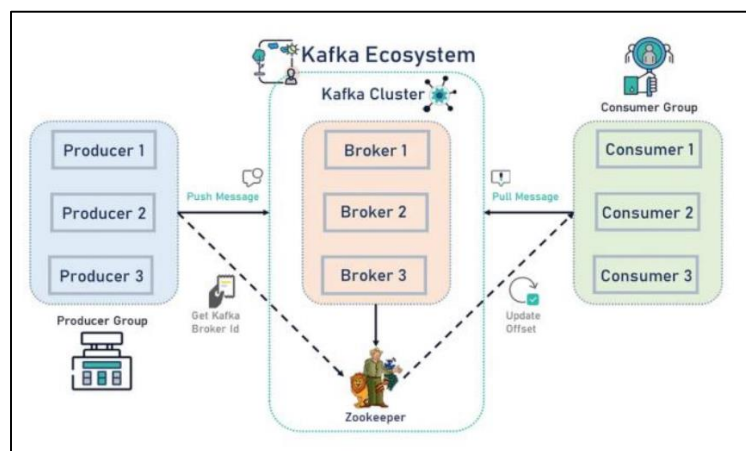 Kafka Ecosystem
Kafka Cluster
Consumer Group
Producer 1
Producer 2
Producer 3
Producer Group
Push Message
Get Kafka
Broker Id
Broker 1
Broker 2
Broker 3
Zookeeper
Pull Message
Update
Offset
Consumer 1
Consumer 2
Consumer 3